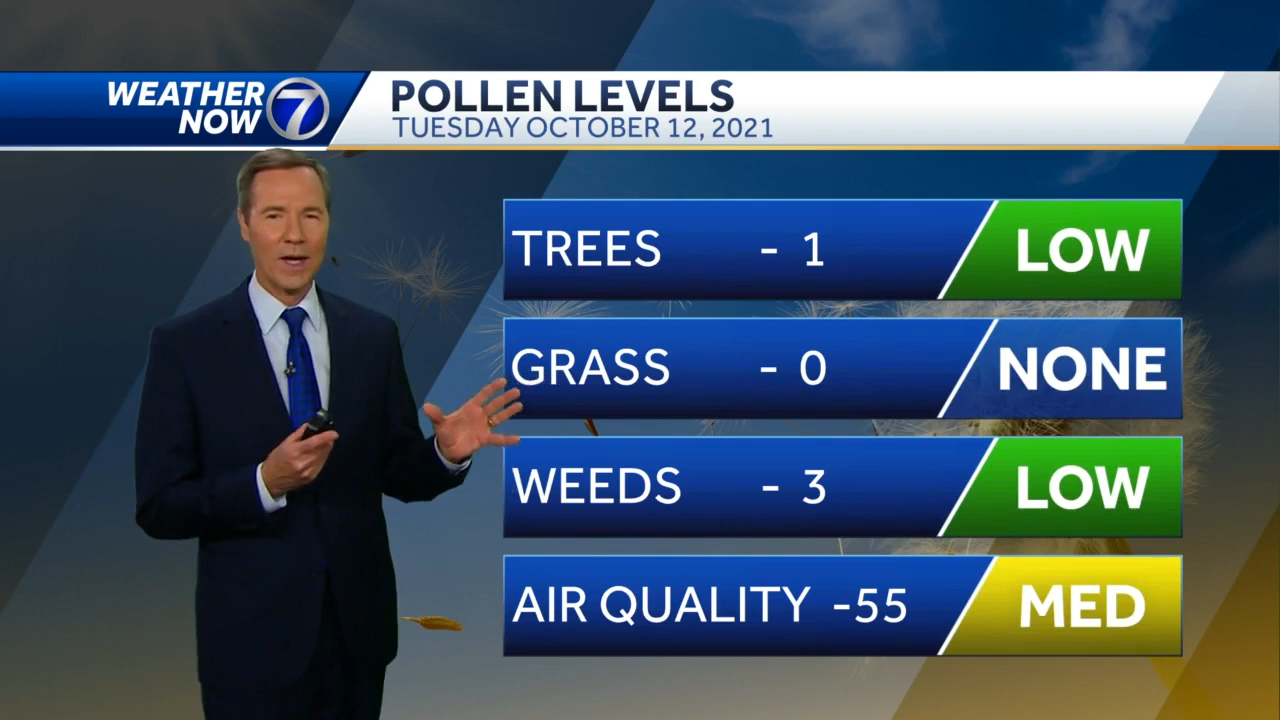 WEATHER
NOW 7
POLLEN LEVELS
TUESDAY OCTOBER 12, 2021
TREES - 1 LOW
GRASS - 0 NONE
WEEDS - 3 LOW
AIR QUALITY -55 MED